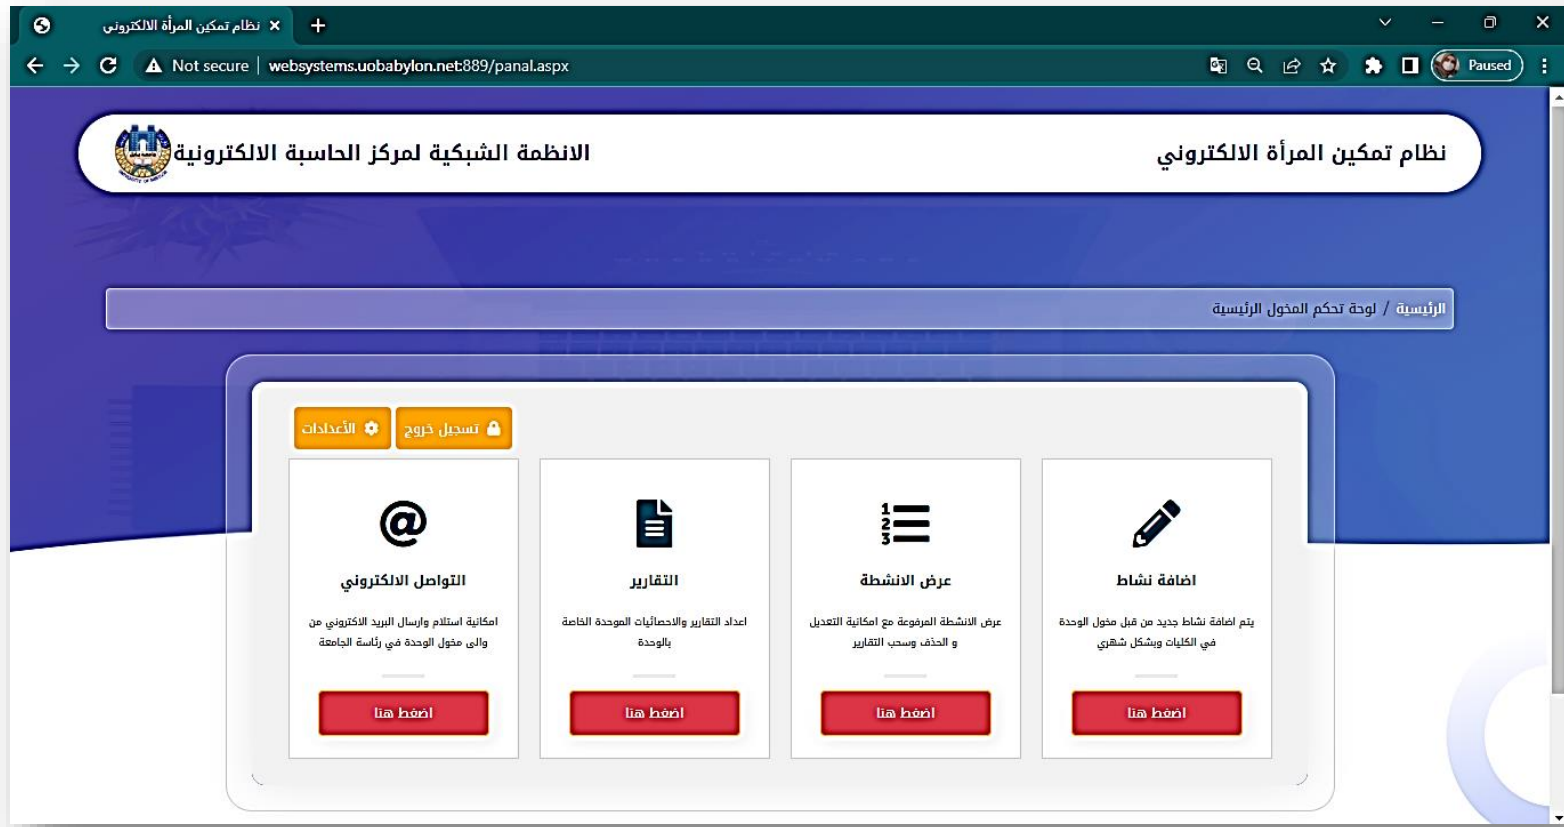 نظام تمكين المرأة الالكتروني
Not secure | websystems.uobabylon.net:889/panal.aspx
Paused
نظام تمكين المرأة الالكتروني
الانظمة الشبكية لمركز الحاسبة الالكترونية
الرئيسية / لوحة تحكم المخول الرئيسية
تسجيل خروج
الأعدادات
اضافة نشاط
يتم اضافة نشاط جديد من قبل مخول الوحدة
في الكليات وبشكل شهري
اضغط هنا
عرض الانشطة
عرض الانشطة المرفوعة مع امكانية التعديل
و الحذف وسحب التقارير
اضغط هنا
التقارير
اعداد التقارير والاحصائيات الموحدة الخاصة
بالوحدة
اضغط هنا
التواصل الالكتروني
امكانية استلام وارسال البريد الاكتروني من
والى مخول الوحدة في رئاسة الجامعة
اضغط هنا